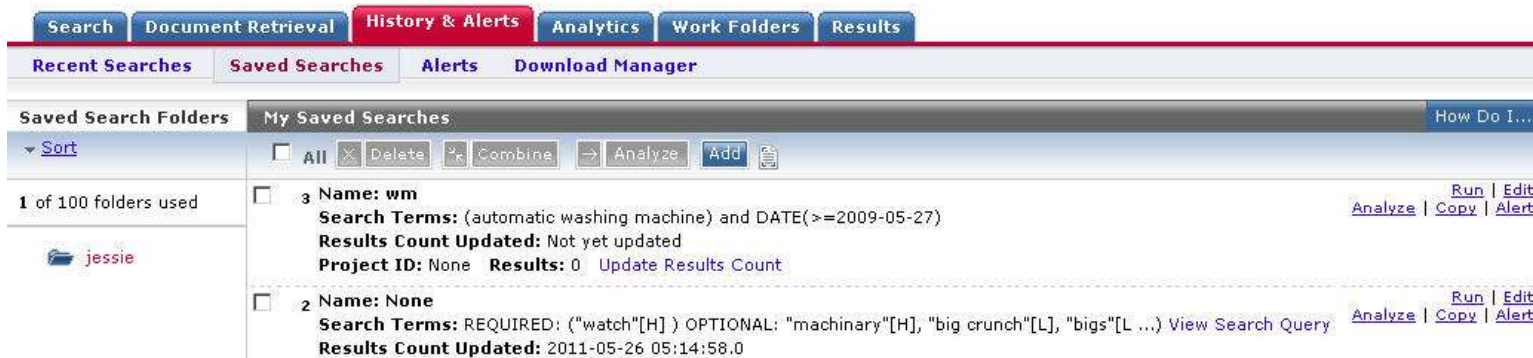 Search Document Retrieval History & Alerts Analytics Work Folders Results
Recent Searches Saved Searches Alerts Download Manager
Saved Search Folders My Saved Searches How Do I...
Sort All Delete Combine Analyze Add
1 of 100 folders used
jessie
3 Name: wm Run | Edit
Search Terms: (automatic washing machine) and DATE(>=2009-05-27) Analyze | Copy | Alert
Results Count Updated: Not yet updated
Project ID: None Results: 0 Update Results Count
2 Name: None Run | Edit
Search Terms: REQUIRED: ("watch"[H] ) OPTIONAL: "machinary"[H], "big crunch"[L], "bigs"[L ...) View Search Query Analyze | Copy | Alert
Results Count Updated: 2011-05-26 05:14:58.0